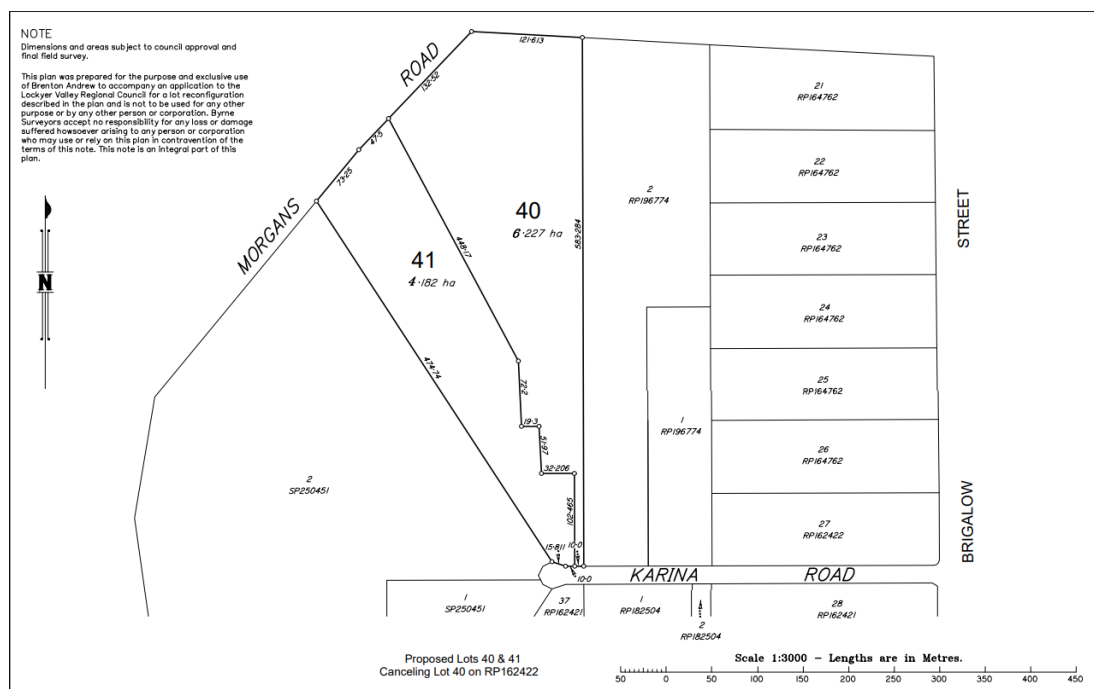 NOTE
Dimensions and areas subject to council approval and
final field survey.
This plan was prepared for the purpose and exclusive use
of Brenton Andrew to accompany an application to the
Lockyer Valley Regional Council for a lot reconfiguration
described in the plan and is not to be used for any other
purpose or by any other person or corporation. Byrne
Surveyors accept no responsibility for any loss or damage
suffered howsoever arising to any person or corporation
who may use or rely on this plan in contravention of the
terms of this note. This note is an integral part of this
plan.
N
MORGANS ROAD
121·613
132·52
47·5
73·25
40
6·227 ha
41
4·182 ha
448·17
583·284
474·74
72·2
19·3
51·97
32·206
102·465
15·811
10·0
10·0
2
RP196774
1
RP196774
21
RP164762
22
RP164762
23
RP164762
24
RP164762
25
RP164762
26
RP164762
27
RP162422
BRIGALOW STREET
2
SP250451
KARINA ROAD
1
SP250451
37
RP162421
1
RP182504
2
RP182504
28
RP162421
Proposed Lots 40 & 41
Canceling Lot 40 on RP162422
Scale 1:3000 – Lengths are in Metres.
50 0 50 100 150 200 250 300 350 400 450